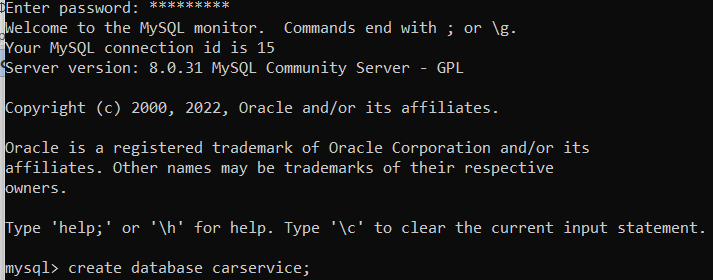 Enter password: *********
Welcome to the MySQL monitor.  Commands end with ; or \g.
Your MySQL connection id is 15
Server version: 8.0.31 MySQL Community Server - GPL

Copyright (c) 2000, 2022, Oracle and/or its affiliates.

Oracle is a registered trademark of Oracle Corporation and/or its
affiliates. Other names may be trademarks of their respective
owners.

Type 'help;' or '\h' for help. Type '\c' to clear the current input statement.

mysql> create database carservice;